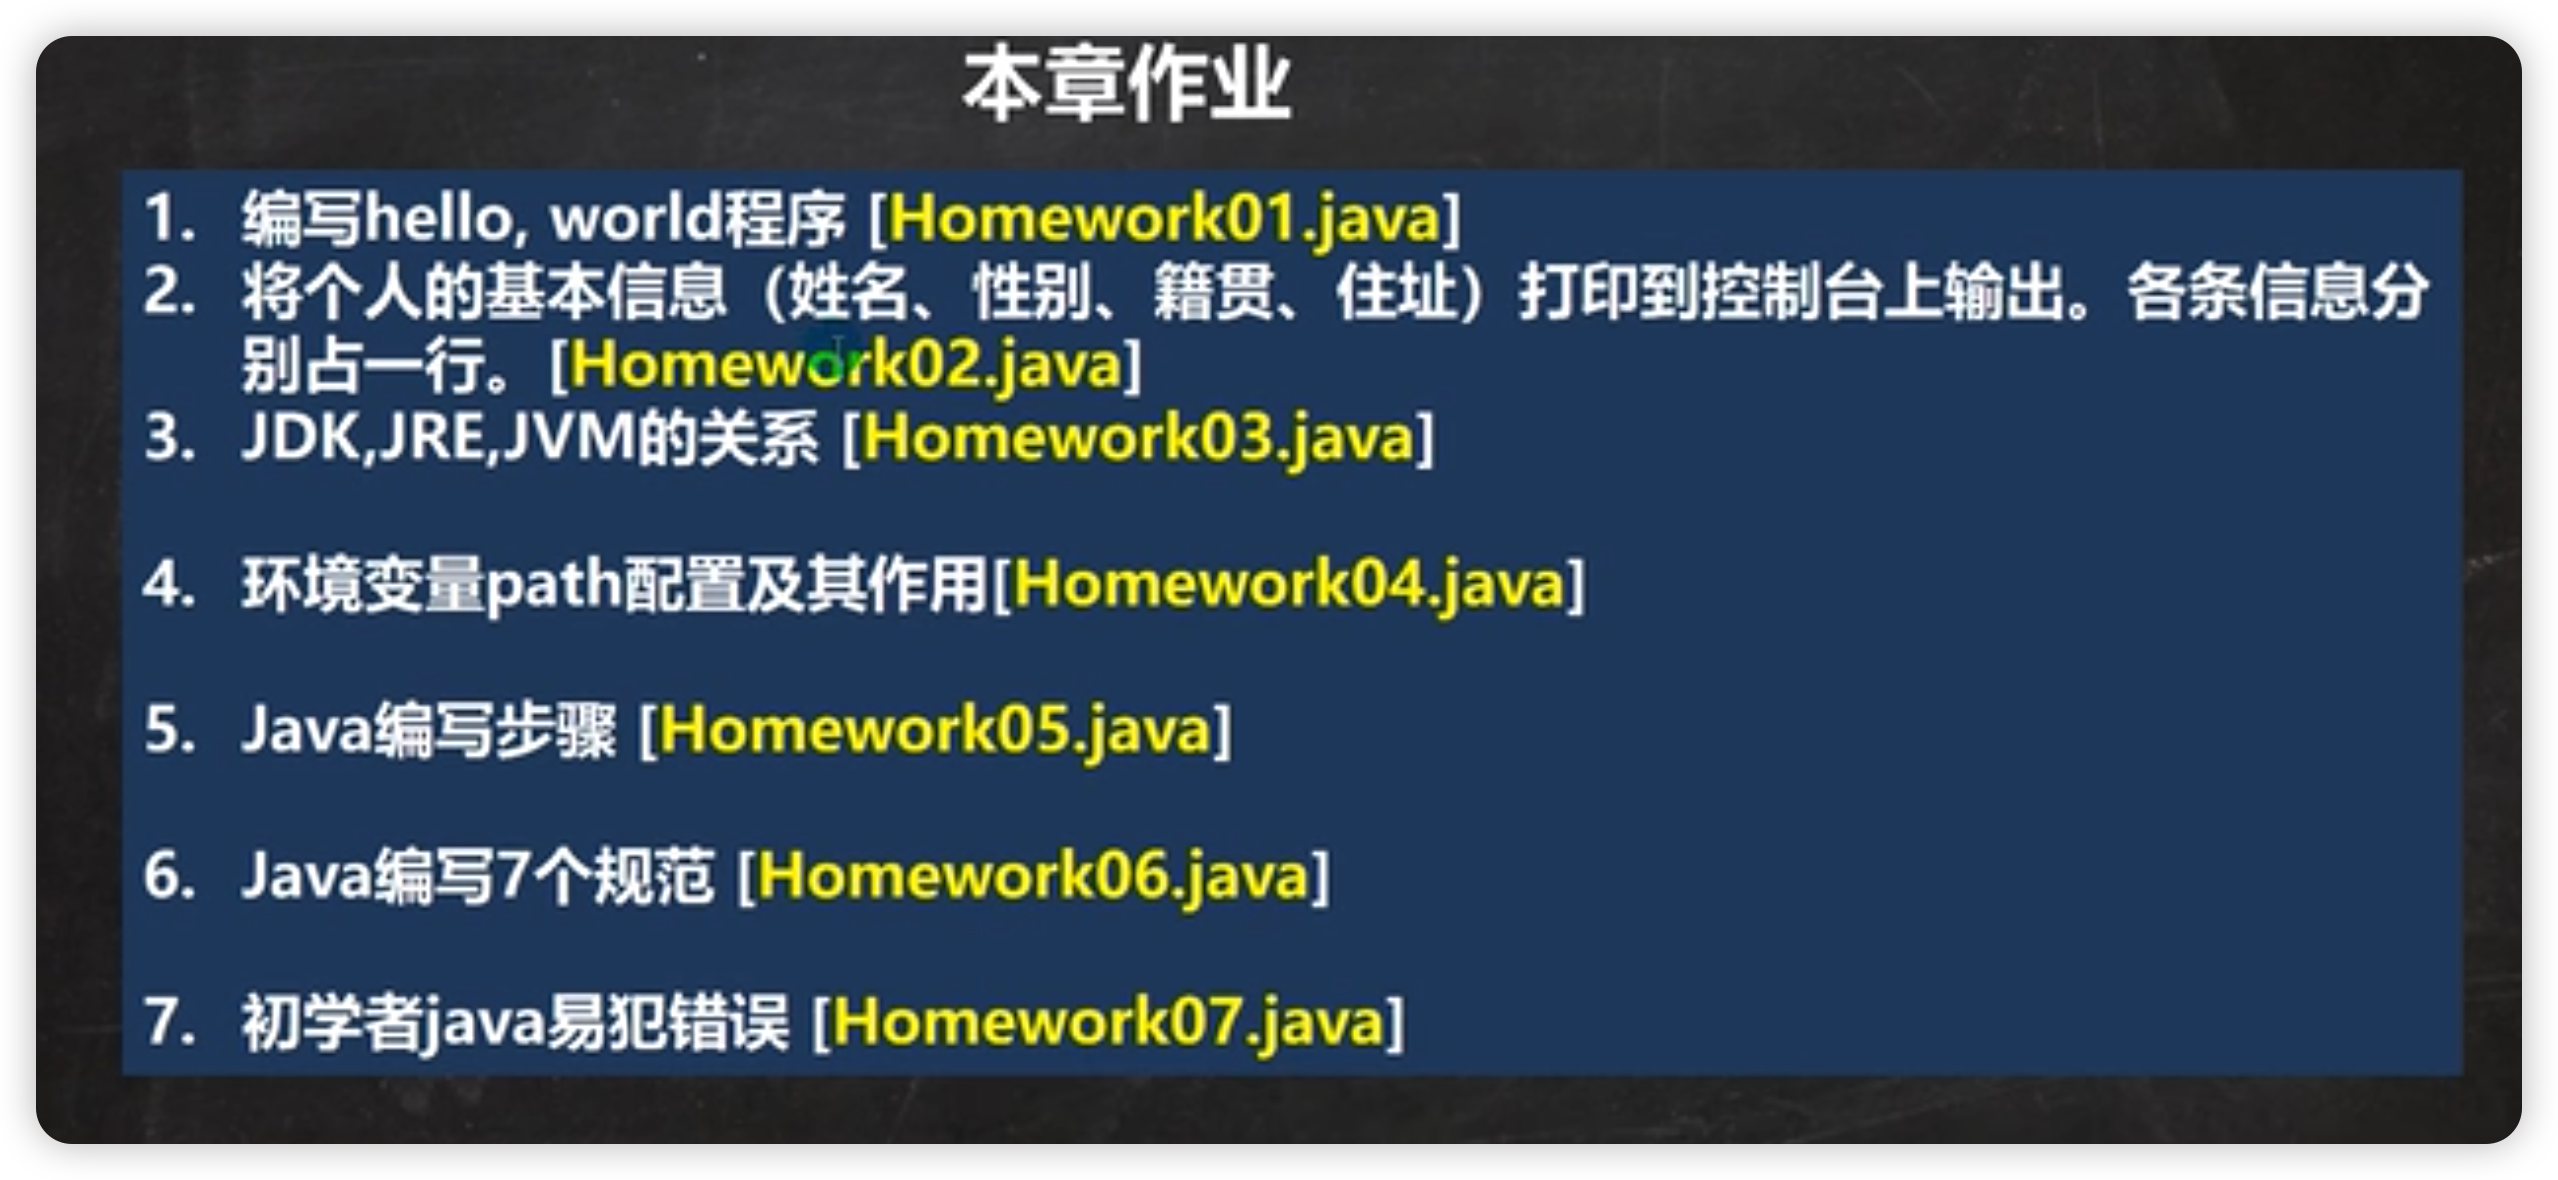 本章作业
1. 编写hello, world程序 [Homework01.java]
2. 将个人的基本信息（姓名、性别、籍贯、住址）打印到控制台上输出。各条信息分
别占一行。[Homework02.java]
3. JDK,JRE,JVM的关系 [Homework03.java]
4. 环境变量path配置及其作用[Homework04.java]
5. Java编写步骤 [Homework05.java]
6. Java编写7个规范 [Homework06.java]
7. 初学者java易犯错误 [Homework07.java]